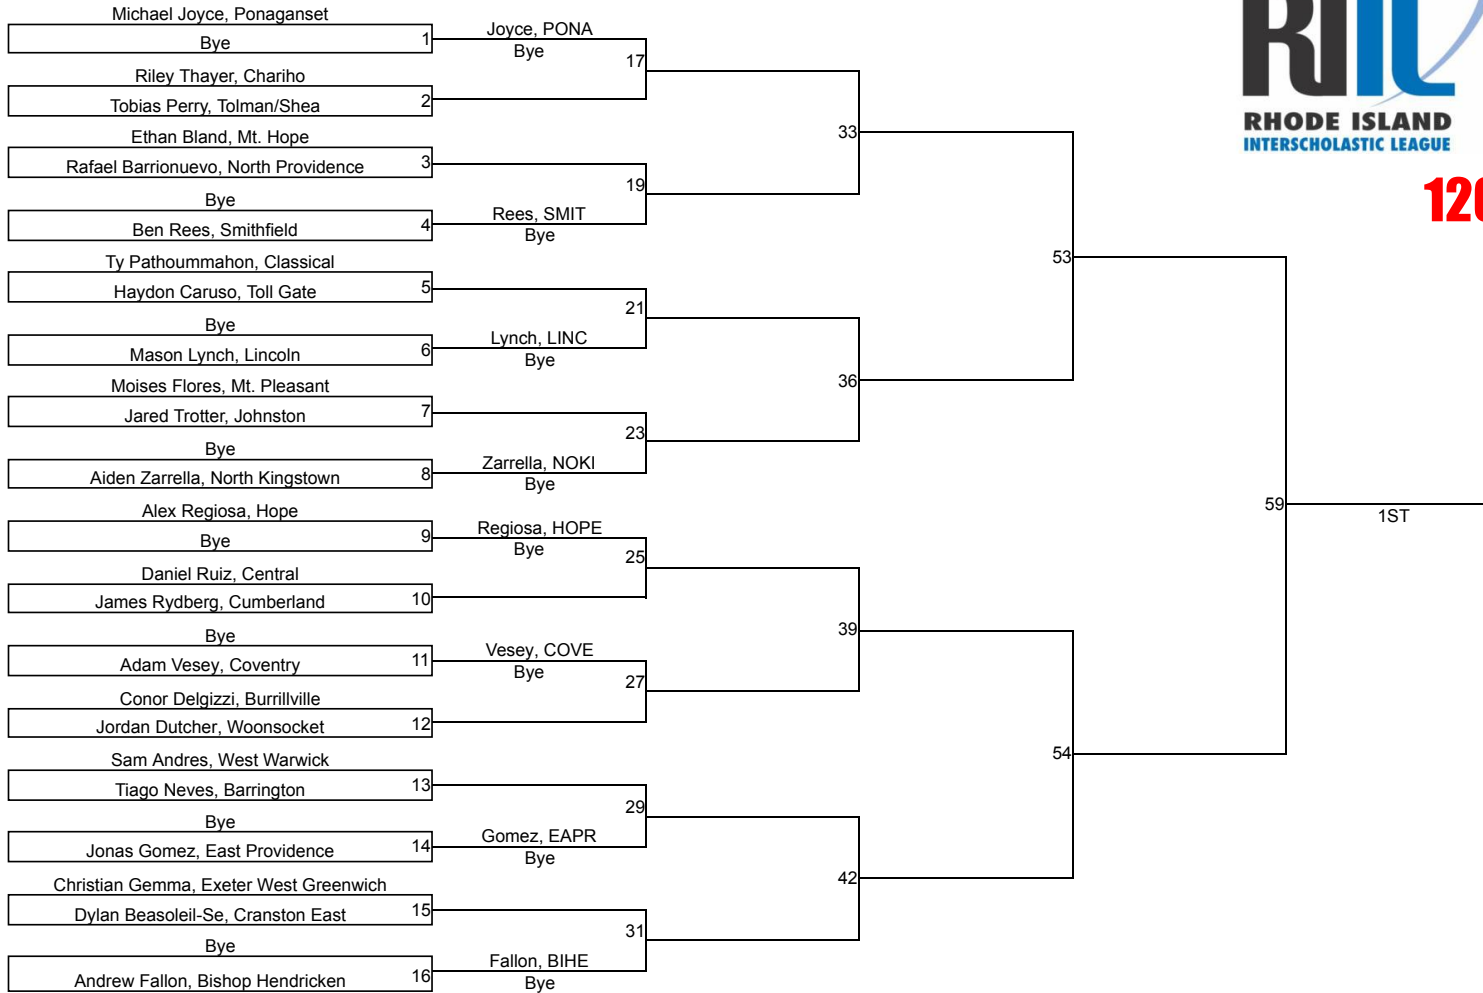 Michael Joyce, Ponaganset
Bye
1
Joyce, PONA
Bye
17
Riley Thayer, Chariho
Tobias Perry, Tolman/Shea
2
33
Ethan Bland, Mt. Hope
Rafael Barrionuevo, North Providence
3
19
Bye
Ben Rees, Smithfield
4
Rees, SMIT
Bye
53
Ty Pathoummahon, Classical
Haydon Caruso, Toll Gate
5
21
Bye
Mason Lynch, Lincoln
6
Lynch, LINC
Bye
36
Moises Flores, Mt. Pleasant
Jared Trotter, Johnston
7
23
Bye
Aiden Zarrella, North Kingstown
8
Zarrella, NOKI
Bye
59
1ST
Alex Regiosa, Hope
Bye
9
Regiosa, HOPE
Bye
25
Daniel Ruiz, Central
James Rydberg, Cumberland
10
39
Bye
Adam Vesey, Coventry
11
Vesey, COVE
Bye
27
Conor Delgizzi, Burrillville
Jordan Dutcher, Woonsocket
12
54
Sam Andres, West Warwick
Tiago Neves, Barrington
13
29
Bye
Jonas Gomez, East Providence
14
Gomez, EAPR
Bye
42
Christian Gemma, Exeter West Greenwich
Dylan Beasoleil-Se, Cranston East
15
31
Bye
Andrew Fallon, Bishop Hendricken
16
Fallon, BIHE
Bye
RIIL
RHODE ISLAND
INTERSCHOLASTIC LEAGUE